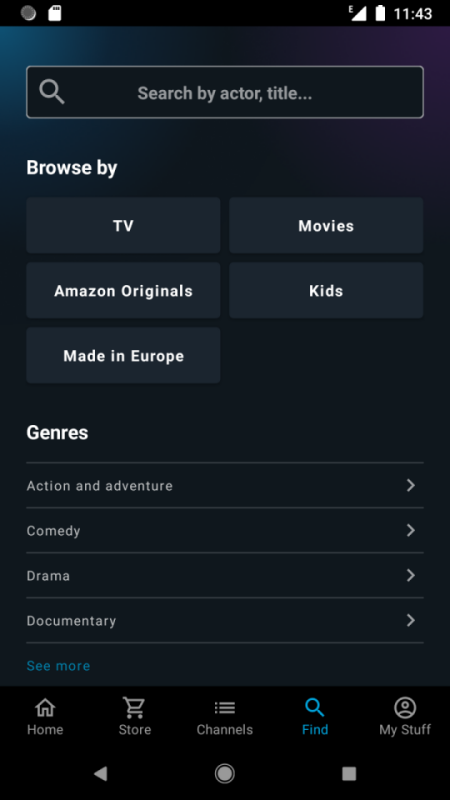 E 11:43
Search by actor, title...
Browse by
TV
Movies
Amazon Originals
Kids
Made in Europe
Genres
Action and adventure
Comedy
Drama
Documentary
See more
Home
Store
Channels
Find
My Stuff